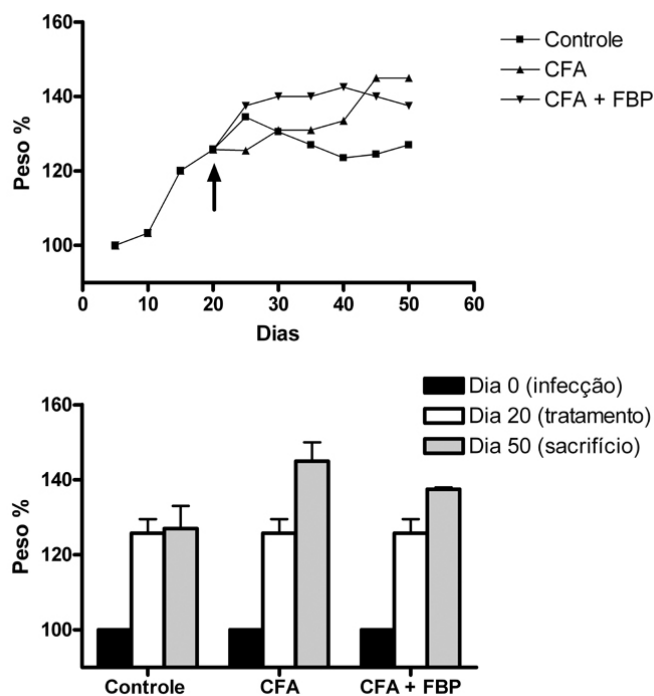 160
140
120
100
Peso %
0 10 20 30 40 50 60
Dias
Controle
CFA
CFA + FBP
Dia 0 (infecção)
Dia 20 (tratamento)
Dia 50 (sacrifício)
160
140
120
100
Peso %
Controle CFA CFA + FBP